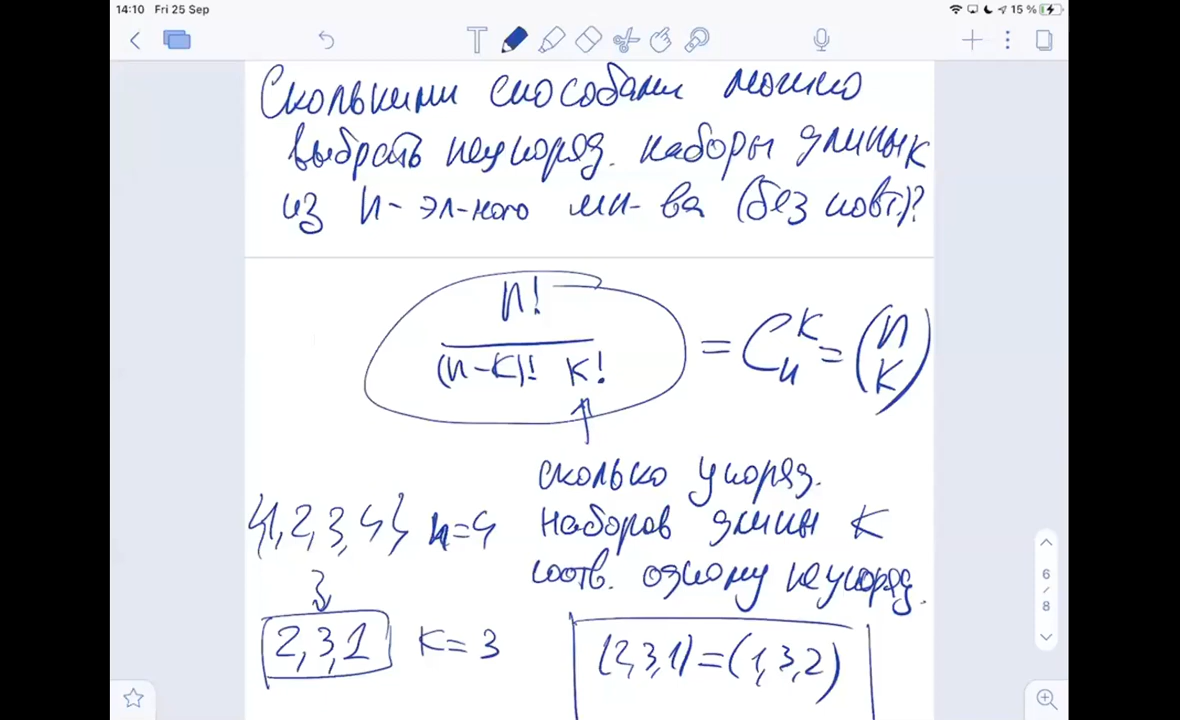 14:10 Fri 25 Sep 15 %
T
Сколькими способами можно
выбрать неупоряд. наборы длины k
из n-эл-ного мн-ва (без повт.)?
n!
(n-k)! k!
= C_n^k = (n k)
сколько упоряд.
{1, 2, 3, 4} n=4 наборов длин k
соотв. одному неупоряд.
3
2, 3, 1 k=3 (2,3,1)=(1,3,2)
6
/
8